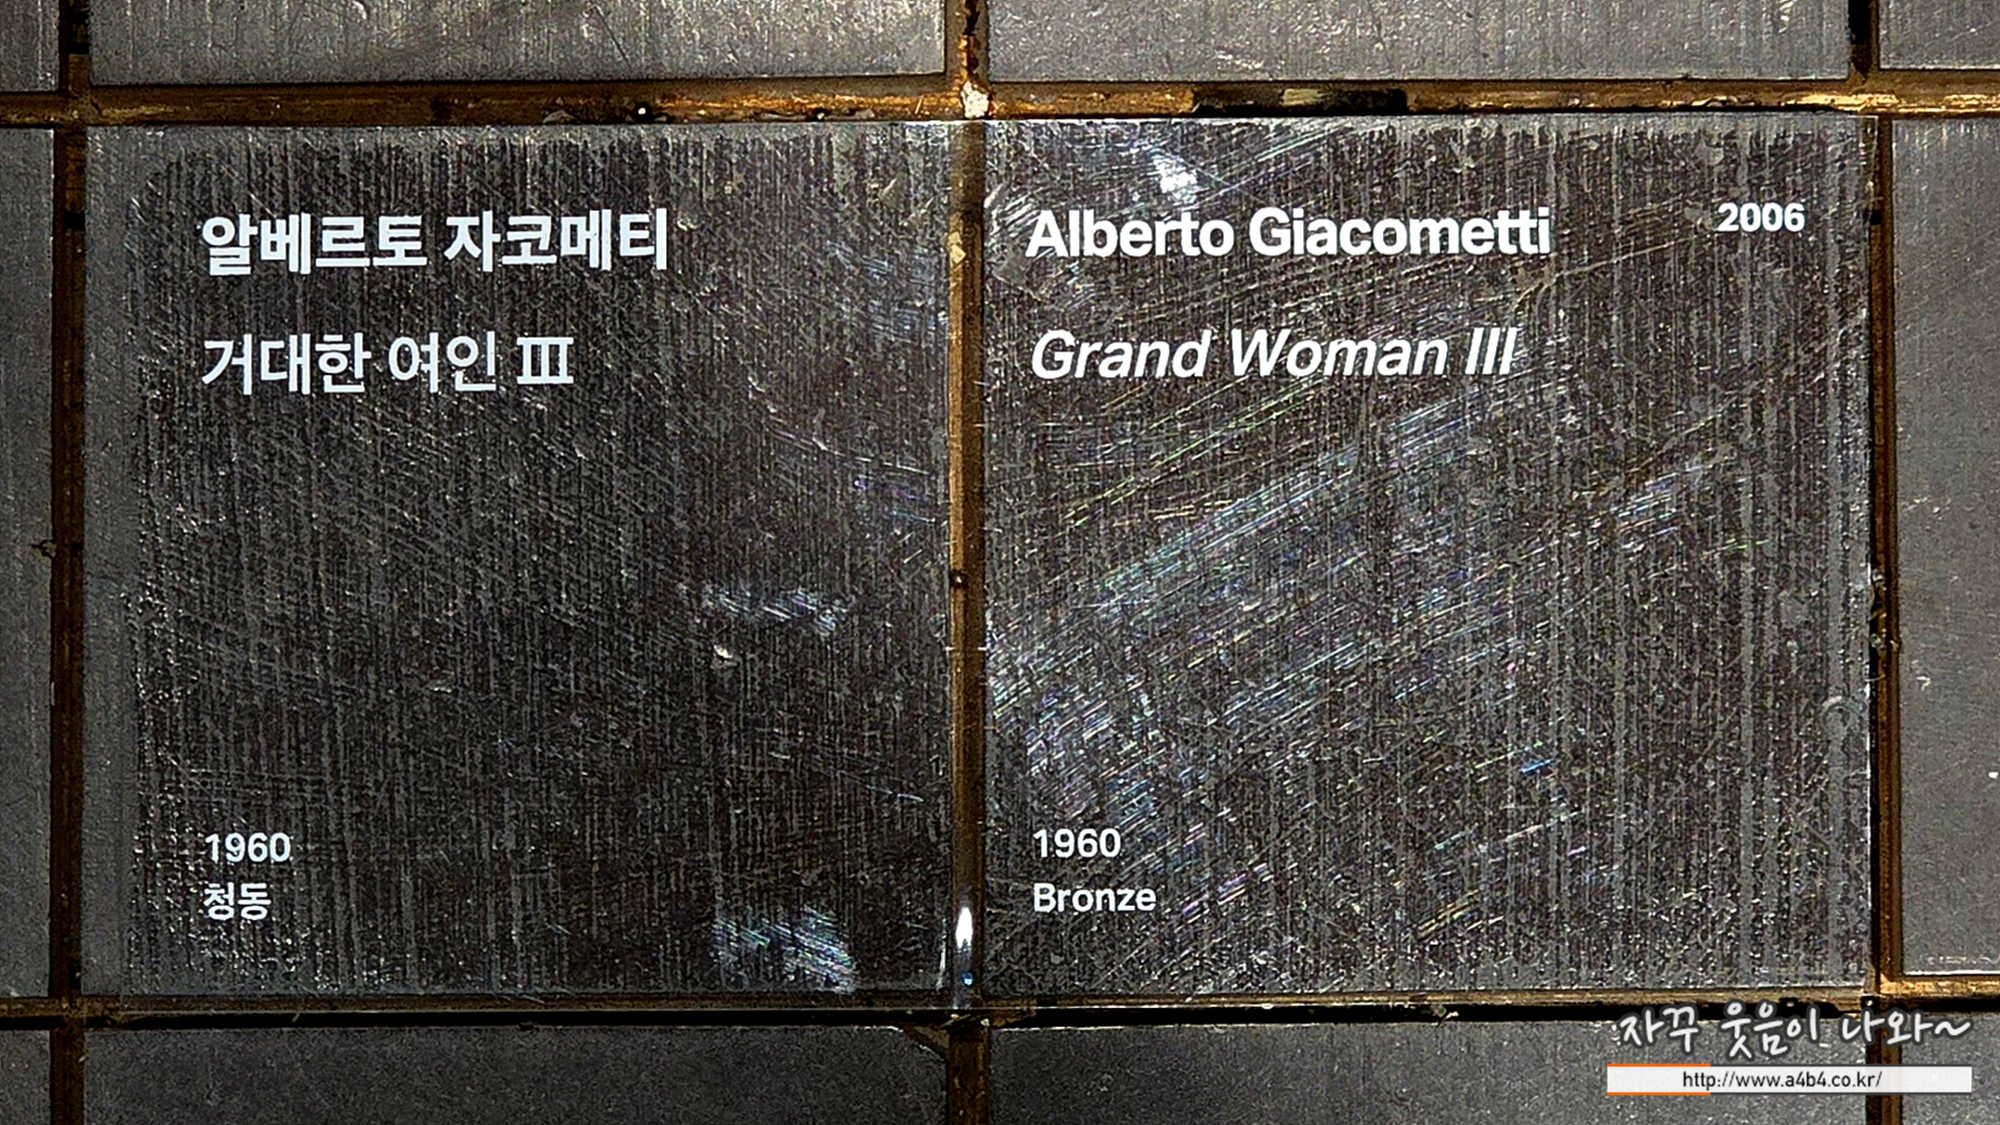 알베르토 자코메티
거대한 여인 III
1960
청동
Alberto Giacometti
2006
Grand Woman III
1960
Bronze
자꾸 웃음이 나와~
http://www.a4b4.co.kr/